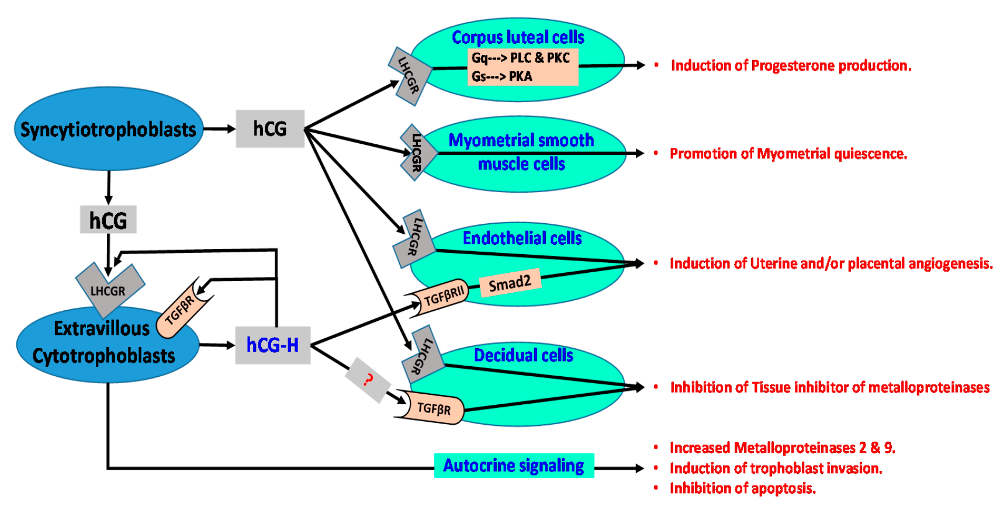 Corpus luteal cells
LHCGR
Gq---> PLC & PKC
Gs---> PKA
• Induction of Progesterone production.
Syncytiotrophoblasts
hCG
LHCGR
Myometrial smooth
muscle cells
• Promotion of Myometrial quiescence.
hCG
LHCGR
Endothelial cells
• Induction of Uterine and/or placental angiogenesis.
TGFβRII
Smad2
LHCGR
TGFβR
Extravillous
Cytotrophoblasts
hCG-H
?
LHCGR
Decidual cells
TGFβR
• Inhibition of Tissue inhibitor of metalloproteinases
Autocrine signaling
• Increased Metalloproteinases 2 & 9.
• Induction of trophoblast invasion.
• Inhibition of apoptosis.